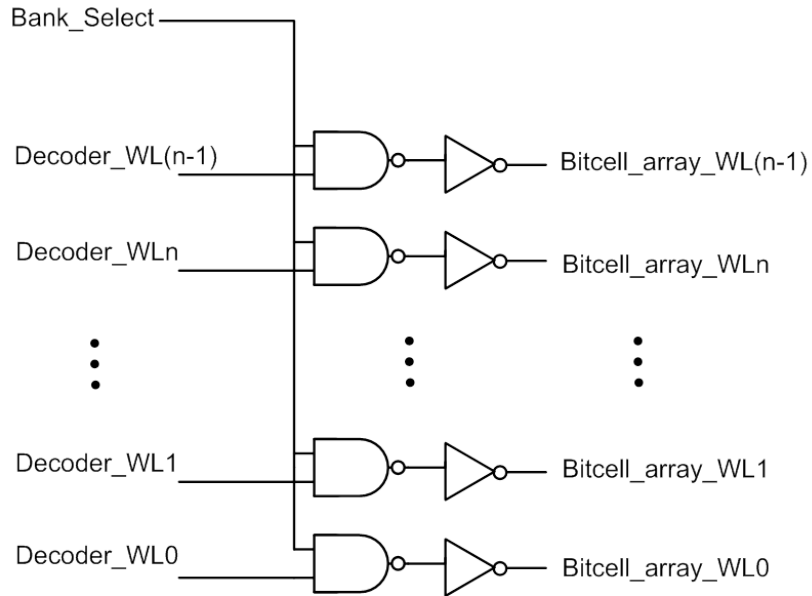 Bank_Select
Decoder_WL(n-1)
Bitcell_array_WL(n-1)
Decoder_WLn
Bitcell_array_WLn
Decoder_WL1
Bitcell_array_WL1
Decoder_WL0
Bitcell_array_WL0